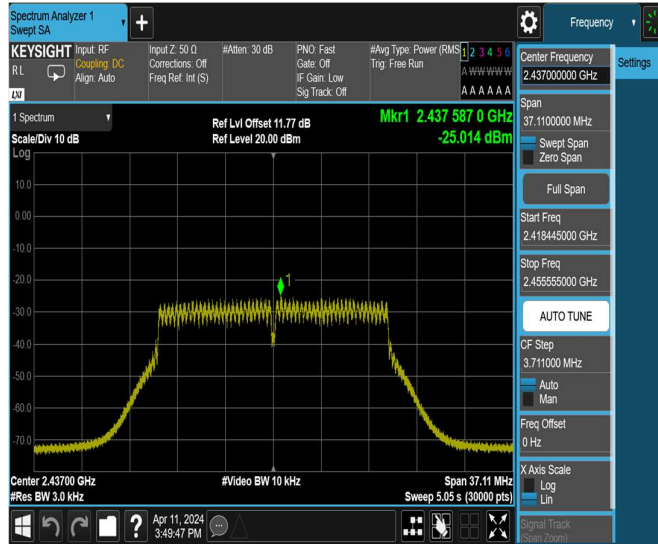 Spectrum Analyzer 1
Swept SA
+
Frequency
KEYSIGHT
RL
LXI
Input: RF
Coupling: DC
Align: Auto
Input Z: 50 Ω
Corrections: Off
Freq Ref: Int (S)
#Atten: 30 dB
PNO: Fast
Gate: Off
IF Gain: Low
Sig Track: Off
#Avg Type: Power (RMS
Trig: Free Run
1 2 3 4 5 6
A W W W W W
A A A A A A
1 Spectrum
Scale/Div 10 dB
Log
Ref Lvl Offset 11.77 dB
Ref Level 20.00 dBm
Mkr1 2.437 587 0 GHz
-25.014 dBm
10.0
0.00
-10.0
-20.0
-30.0
-40.0
-50.0
-60.0
-70.0
1
Center 2.43700 GHz
#Res BW 3.0 kHz
#Video BW 10 kHz
Span 37.11 MHz
Sweep 5.05 s (30000 pts)
Center Frequency
2.437000000 GHz
Settings
Span
37.1100000 MHz
Swept Span
Zero Span
Full Span
Start Freq
2.418445000 GHz
Stop Freq
2.455555000 GHz
AUTO TUNE
CF Step
3.711000 MHz
Auto
Man
Freq Offset
0 Hz
X Axis Scale
Log
Lin
Signal Track
(Span Zoom)
?
Apr 11, 2024
3:49:47 PM